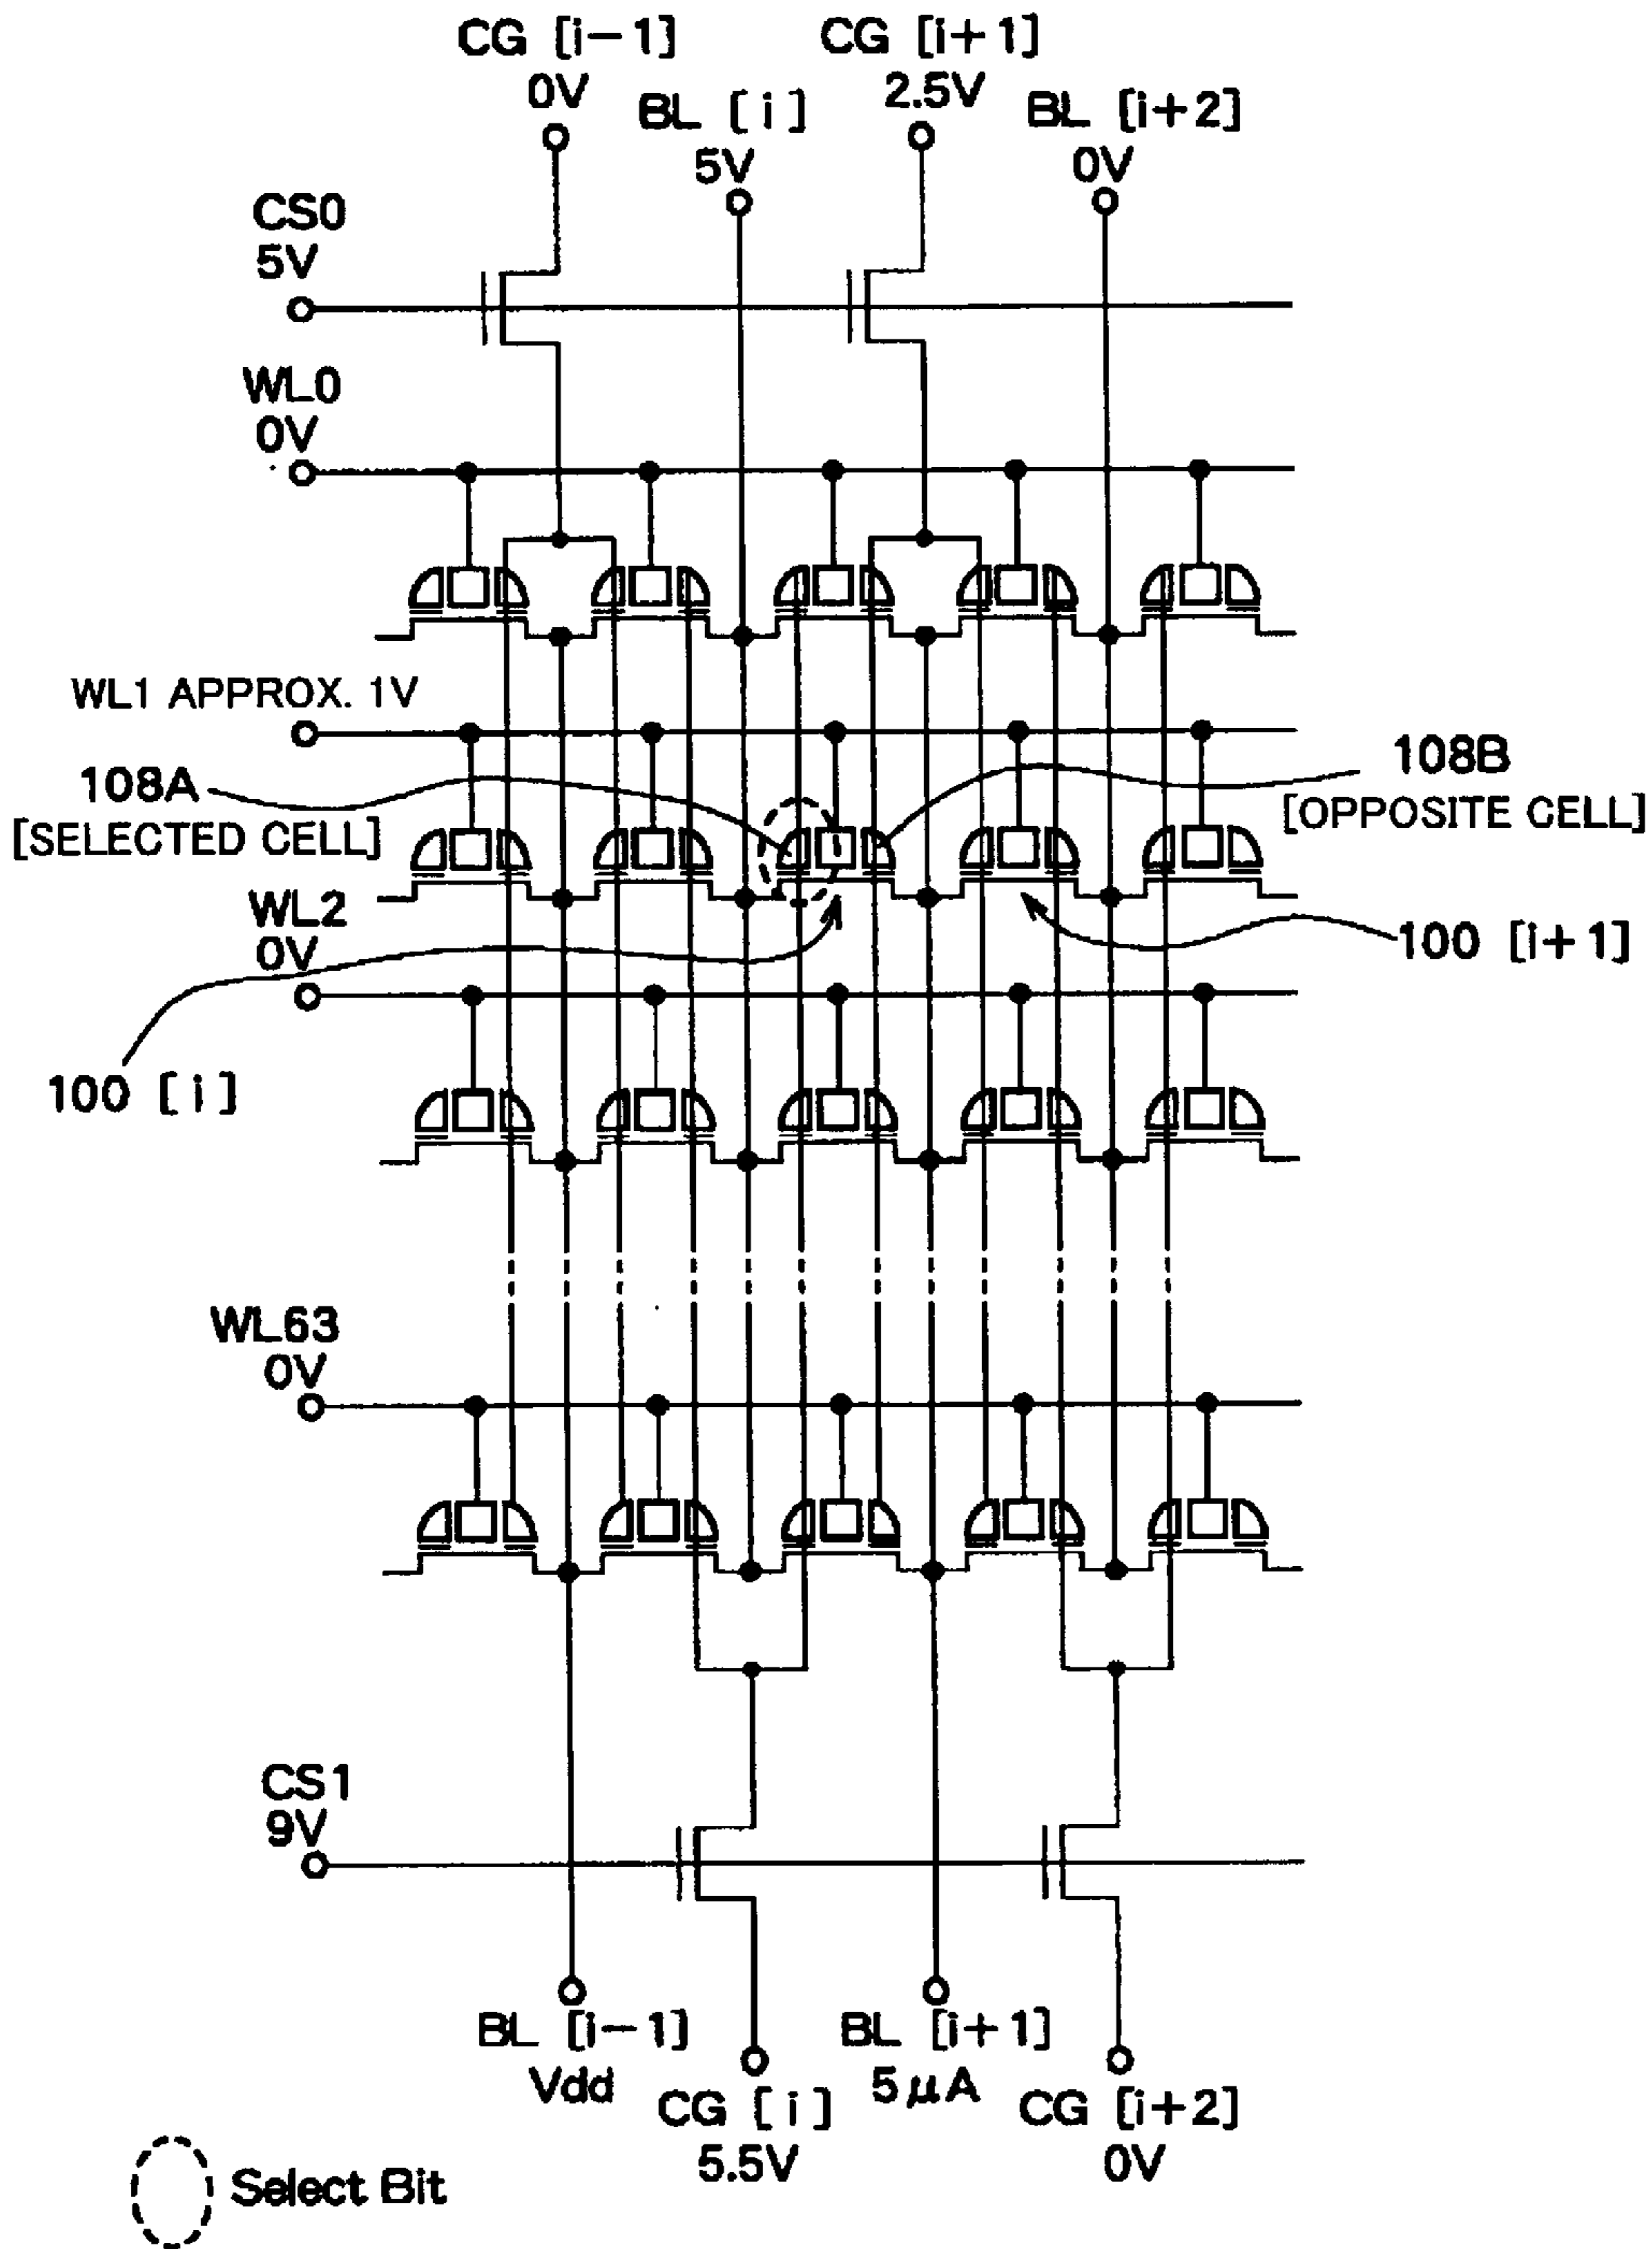 CG [i-1]
0V
CG [i+1]
2.5V
BL [i]
5V
BL [i+2]
0V
CS0
5V
WL0
0V
WL1 APPROX. 1V
108A
[SELECTED CELL]
108B
[OPPOSITE CELL]
WL2
0V
100 [i+1]
100 [i]
WL63
0V
CS1
9V
BL [i-1]
Vdd
CG [i]
5.5V
BL [i+1]
5μA
CG [i+2]
0V
Select Bit